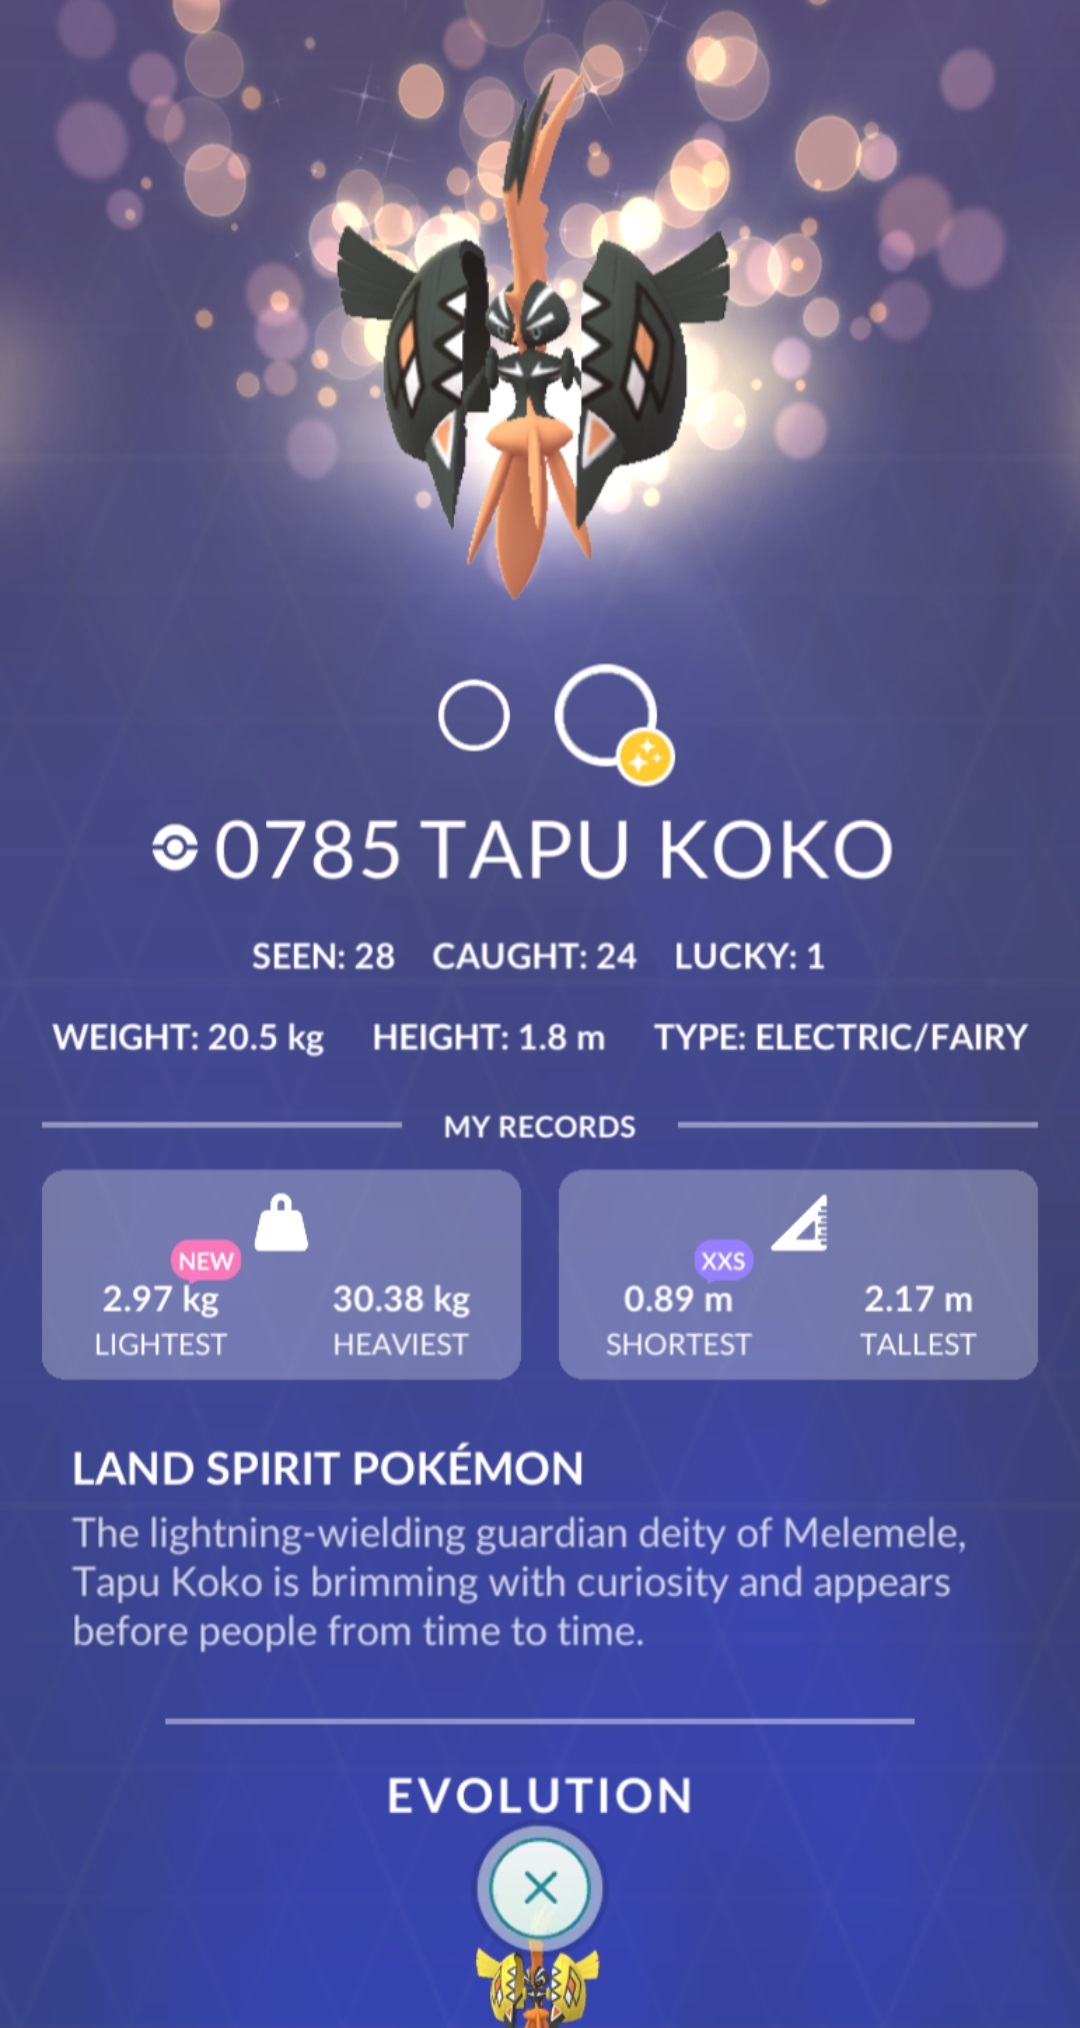 0785 TAPU KOKO
SEEN: 28 CAUGHT: 24 LUCKY: 1
WEIGHT: 20.5 kg HEIGHT: 1.8 m TYPE: ELECTRIC/FAIRY
MY RECORDS
NEW
2.97 kg 30.38 kg
LIGHTEST HEAVIEST
XXS
0.89 m 2.17 m
SHORTEST TALLEST
LAND SPIRIT POKÉMON
The lightning-wielding guardian deity of Melemele,
Tapu Koko is brimming with curiosity and appears
before people from time to time.
EVOLUTION